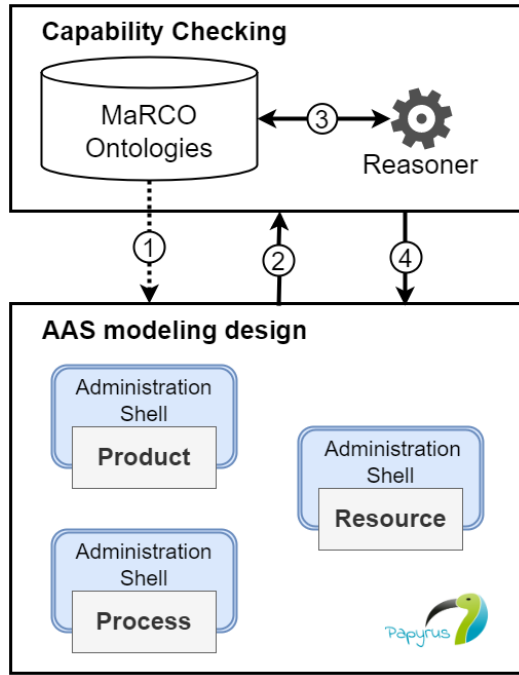 Capability Checking
MaRCO
Ontologies
3
Reasoner
1
2
4
AAS modeling design
Administration
Shell
Product
Administration
Shell
Resource
Administration
Shell
Process
Papyrus